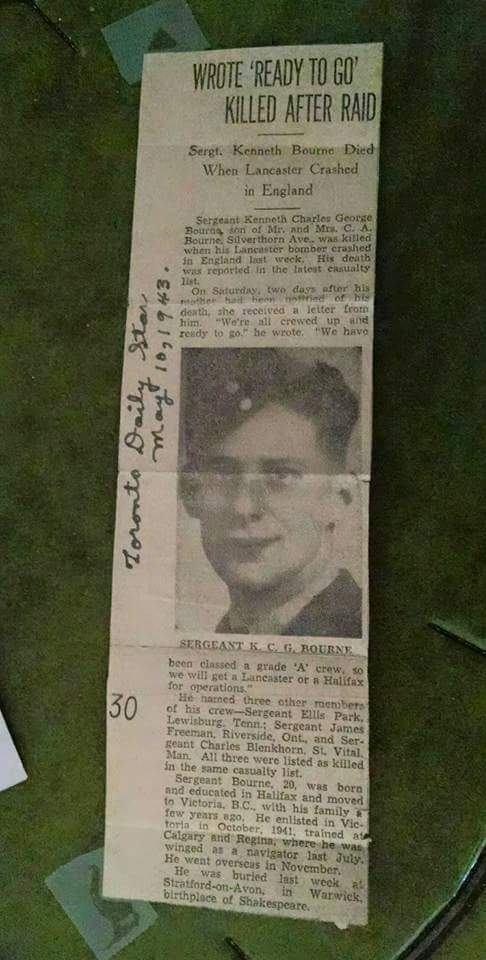 WROTE 'READY TO GO'
KILLED AFTER RAID
Sergt. Kenneth Bourne Died
When Lancaster Crashed
in England
Sergeant Kenneth Charles George
Bourne, son of Mr. and Mrs. C. A.
Bourne, Silverthorn Ave., was killed
when his Lancaster bomber crashed
in England last week. His death
was reported in the latest casualty
list.
On Saturday, two days after his
mother had been notified of his
death, she received a letter from
him. "We're all crewed up and
ready to go." he wrote. "We have
Toronto Daily Star
May 10, 1943.
SERGEANT K. C. G. BOURNE
been classed a grade 'A' crew, so
we will get a Lancaster or a Halifax
for operations."
He named three other members
of his crew—Sergeant Ellis Park,
Lewisburg, Tenn.; Sergeant James
Freeman, Riverside, Ont., and Ser-
geant Charles Blenkhorn, St. Vital,
Man. All three were listed as killed
in the same casualty list.
Sergeant Bourne, 20, was born
and educated in Halifax and moved
to Victoria, B.C., with his family a
few years ago. He enlisted in Vic-
toria in October, 1941, trained at
Calgary and Regina, where he was
winged as a navigator last July.
He went overseas in November.
He was buried last week at
Stratford-on-Avon, in Warwick,
birthplace of Shakespeare.
30